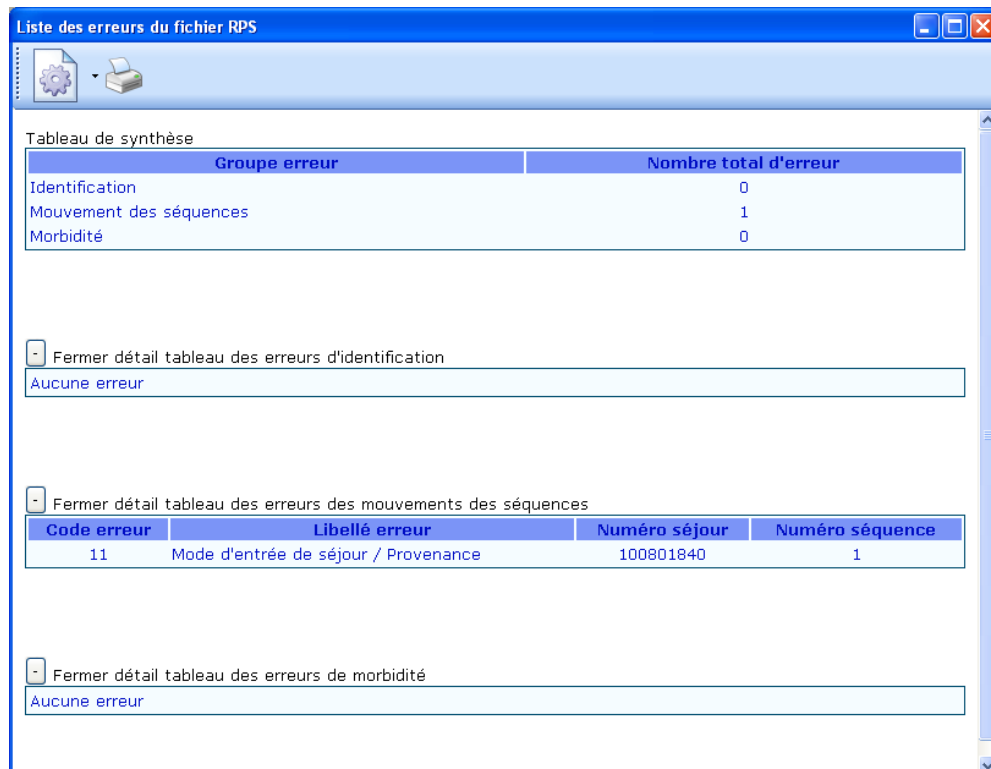 Liste des erreurs du fichier RPS
Tableau de synthèse
Groupe erreur Nombre total d'erreur
Identification 0
Mouvement des séquences 1
Morbidité 0
- Fermer détail tableau des erreurs d'identification
Aucune erreur
- Fermer détail tableau des erreurs des mouvements des séquences
Code erreur Libellé erreur Numéro séjour Numéro séquence
11 Mode d'entrée de séjour / Provenance 100801840 1
- Fermer détail tableau des erreurs de morbidité
Aucune erreur